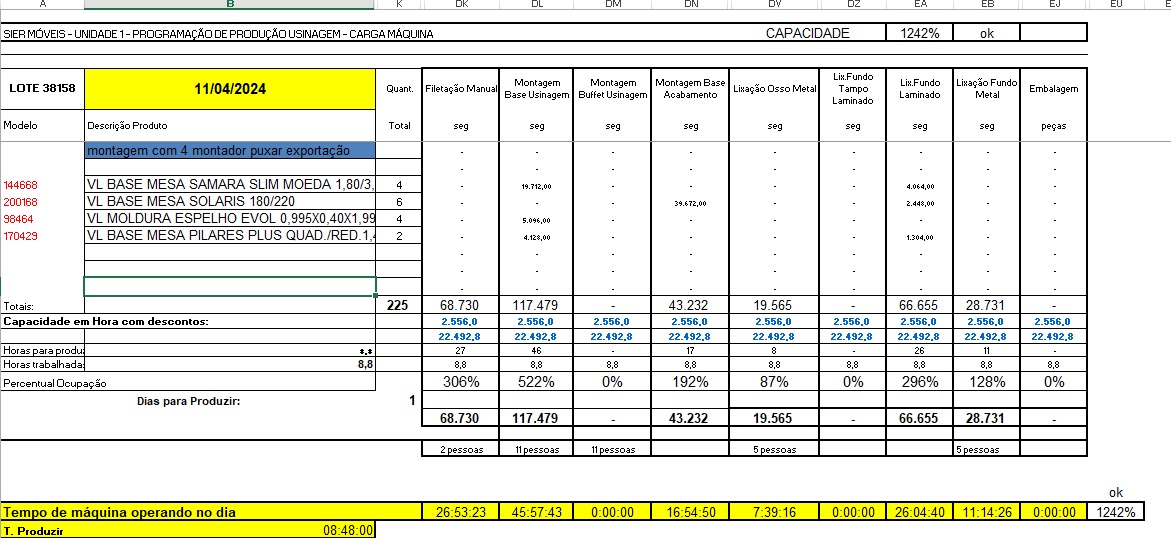 A B K DK DL DM DN DV DZ EA EB EJ EU
SIER MÓVEIS - UNIDADE 1 - PROGRAMAÇÃO DE PRODUÇÃO USINAGEM - CARGA MÁQUINA CAPACIDADE 1242% ok
LOTE 38158 11/04/2024 Quant. Filetação Manual Montagem Base Usinagem Montagem Buffet Usinagem Montagem Base Acabamento Lixação Osso Metal Lix.Fundo Tampo Laminado Lix.Fundo Laminado Lixação Fundo Metal Embalagem
Modelo Descrição Produto Total seg seg seg seg seg seg seg seg peças
montagem com 4 montador puxar exportação - - - - - - - - -
- - - - - - - - -
144668 VL BASE MESA SAMARA SLIM MOEDA 1,80/3, 4 - 19.712,00 - - - - 4.064,00 - -
200168 VL BASE MESA SOLARIS 180/220 6 - - - 39.672,00 - - 2.448,00 - -
98464 VL MOLDURA ESPELHO EVOL 0,995X0,40X1,99 4 - 5.096,00 - - - - - - -
170429 VL BASE MESA PILARES PLUS QUAD./RED.1, 2 - 4.128,00 - - - - 1.304,00 - -
- - - - - - - - -
- - - - - - - - -
- - - - - - - - -
Totais: 225 68.730 117.479 - 43.232 19.565 - 66.655 28.731 -
Capacidade em Hora com descontos: 2.556,0 2.556,0 2.556,0 2.556,0 2.556,0 2.556,0 2.556,0 2.556,0 2.556,0
22.492,8 22.492,8 22.492,8 22.492,8 22.492,8 22.492,8 22.492,8 22.492,8 22.492,8
Horas para produz *,* 27 46 - 17 8 - 26 11 -
Horas trabalhadas 8,8 8,8 8,8 8,8 8,8 8,8 8,8 8,8 8,8 8,8
Percentual Ocupação 306% 522% 0% 192% 87% 0% 296% 128% 0%
Dias para Produzir: 1
68.730 117.479 - 43.232 19.565 - 66.655 28.731 -
2 pessoas 11 pessoas 11 pessoas 5 pessoas 5 pessoas
ok
Tempo de máquina operando no dia 26:53:23 45:57:43 0:00:00 16:54:50 7:39:16 0:00:00 26:04:40 11:14:26 0:00:00 1242%
T. Produzir 08:48:00